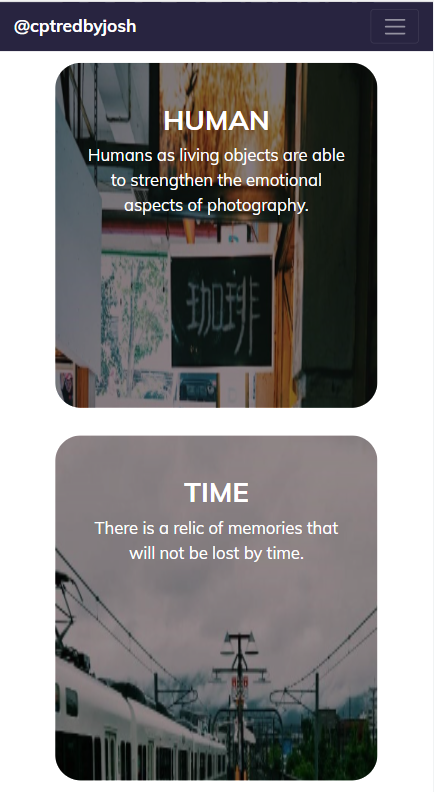 @cptredbyjosh
HUMAN
Humans as living objects are able
to strengthen the emotional
aspects of photography.
珈琲
TIME
There is a relic of memories that
will not be lost by time.